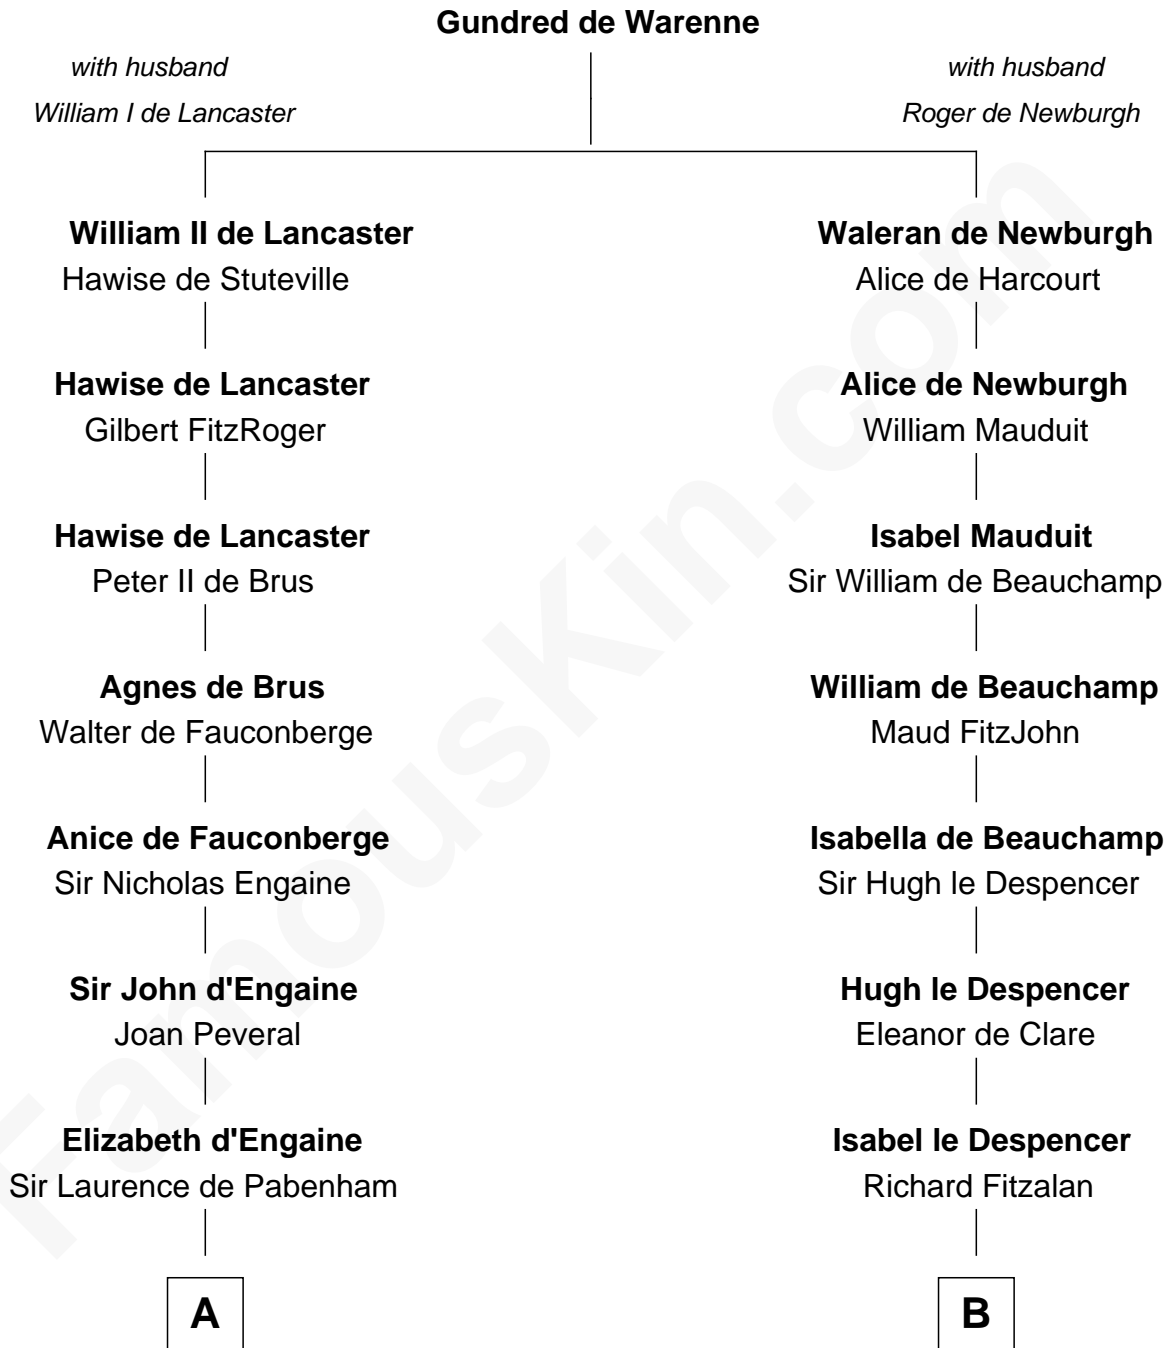 Gundred de Warenne
with husband
William I de Lancaster
with husband
Roger de Newburgh
William II de Lancaster
Hawise de Stuteville
Waleran de Newburgh
Alice de Harcourt
Hawise de Lancaster
Gilbert FitzRoger
Alice de Newburgh
William Mauduit
Hawise de Lancaster
Peter II de Brus
Isabel Mauduit
Sir William de Beauchamp
Agnes de Brus
Walter de Fauconberge
William de Beauchamp
Maud FitzJohn
Anice de Fauconberge
Sir Nicholas Engaine
Isabella de Beauchamp
Sir Hugh le Despencer
Sir John d'Engaine
Joan Peveral
Hugh le Despencer
Eleanor de Clare
Elizabeth d'Engaine
Sir Laurence de Pabenham
Isabel le Despencer
Richard Fitzalan
A
B
FamousKin.com